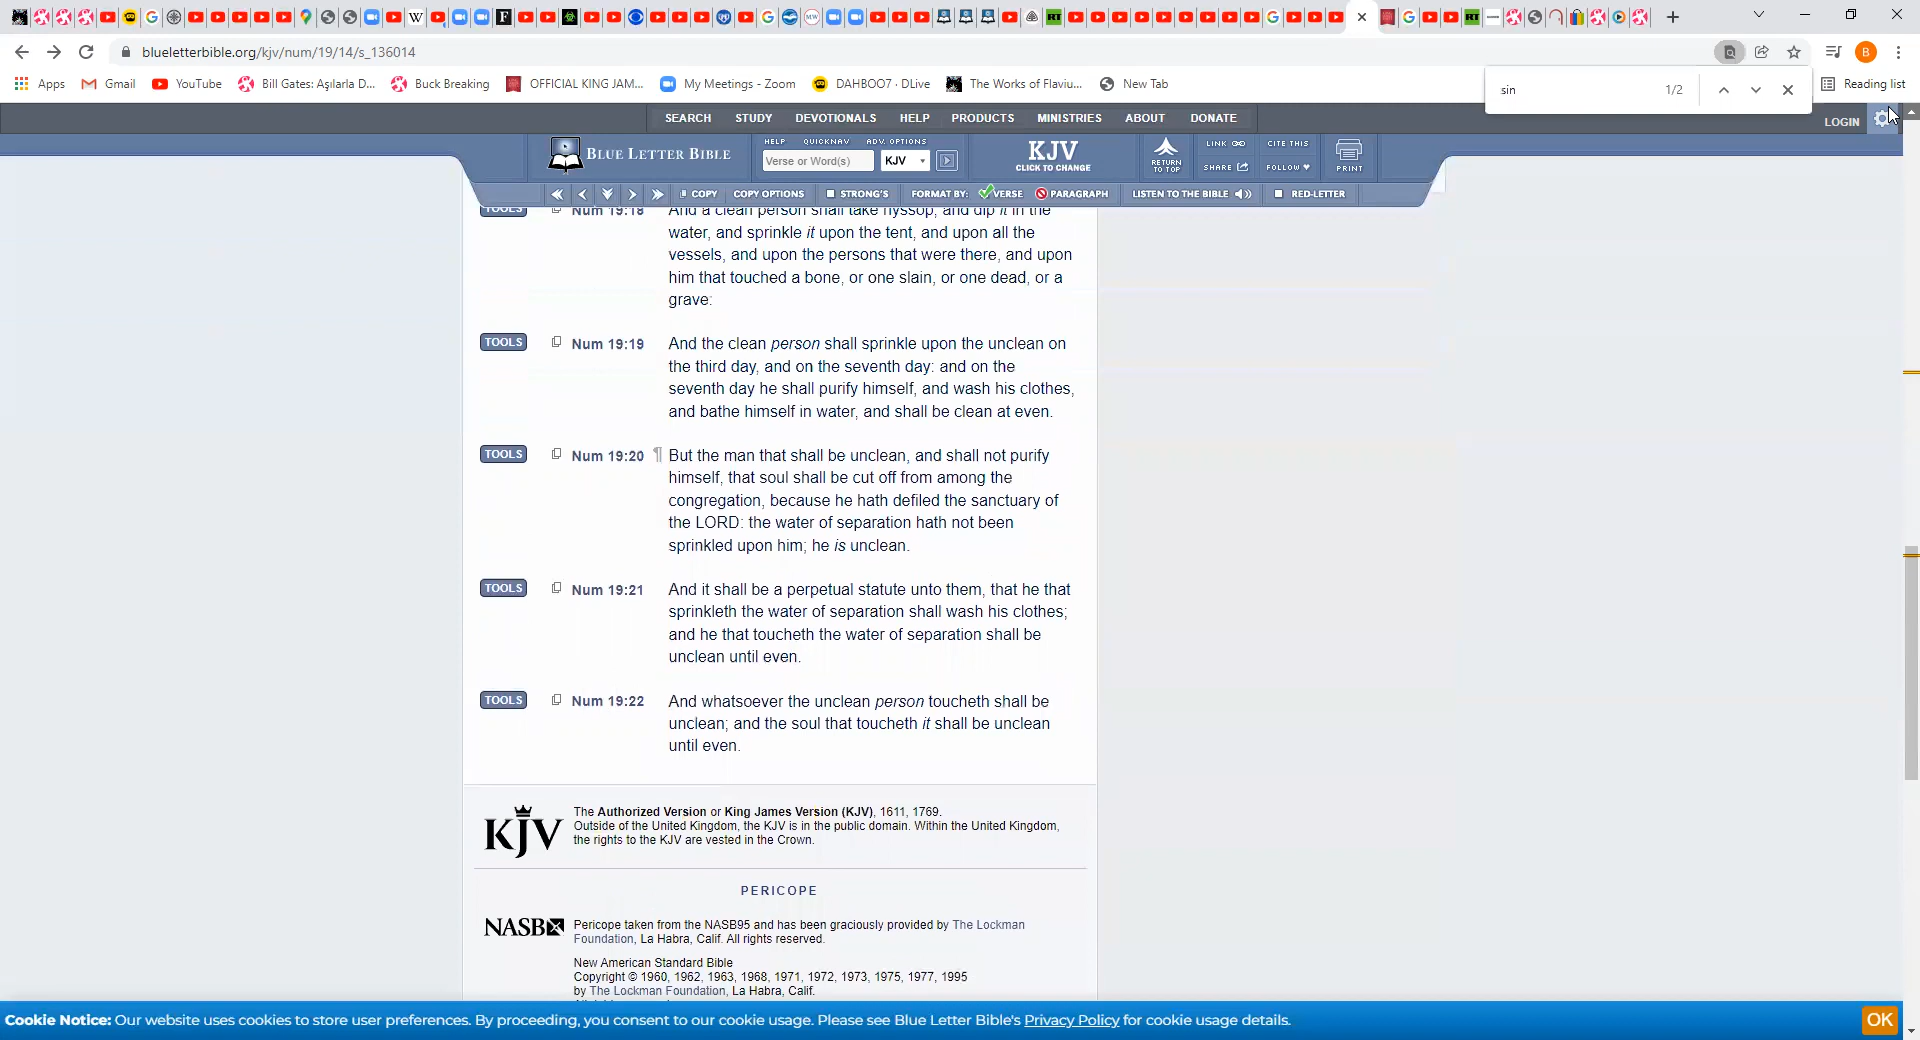 blueletterbible.org/kjv/num/19/14/s_136014
Apps Gmail YouTube Bill Gates: Aşılarla D... Buck Breaking OFFICIAL KING JAM... My Meetings - Zoom DAHBOO7 · DLive The Works of Flaviu... New Tab
Reading list
sin 1/2
SEARCH STUDY DEVOTIONALS HELP PRODUCTS MINISTRIES ABOUT DONATE
LOGIN
BLUE LETTER BIBLE
HELP QUICKNAV ADV. OPTIONS
Verse or Word(s) KJV
KJV
CLICK TO CHANGE
RETURN
TO TOP
LINK CITE THIS
SHARE FOLLOW
PRINT
COPY COPY OPTIONS STRONG'S FORMAT BY: VERSE PARAGRAPH LISTEN TO THE BIBLE RED-LETTER
TOOLS Num 19:18 And a clean person shall take hyssop, and dip it in the
water, and sprinkle it upon the tent, and upon all the
vessels, and upon the persons that were there, and upon
him that touched a bone, or one slain, or one dead, or a
grave:
TOOLS Num 19:19 And the clean person shall sprinkle upon the unclean on
the third day, and on the seventh day: and on the
seventh day he shall purify himself, and wash his clothes,
and bathe himself in water, and shall be clean at even.
TOOLS Num 19:20 ¶ But the man that shall be unclean, and shall not purify
himself, that soul shall be cut off from among the
congregation, because he hath defiled the sanctuary of
the LORD: the water of separation hath not been
sprinkled upon him; he is unclean.
TOOLS Num 19:21 And it shall be a perpetual statute unto them, that he that
sprinkleth the water of separation shall wash his clothes;
and he that toucheth the water of separation shall be
unclean until even.
TOOLS Num 19:22 And whatsoever the unclean person toucheth shall be
unclean; and the soul that toucheth it shall be unclean
until even.
KJV
The Authorized Version or King James Version (KJV), 1611, 1769.
Outside of the United Kingdom, the KJV is in the public domain. Within the United Kingdom,
the rights to the KJV are vested in the Crown.
PERICOPE
NASB
Pericope taken from the NASB95 and has been graciously provided by The Lockman
Foundation, La Habra, Calif. All rights reserved.
New American Standard Bible
Copyright © 1960, 1962, 1963, 1968, 1971, 1972, 1973, 1975, 1977, 1995
by The Lockman Foundation, La Habra, Calif.
Cookie Notice: Our website uses cookies to store user preferences. By proceeding, you consent to our cookie usage. Please see Blue Letter Bible's Privacy Policy for cookie usage details.
OK